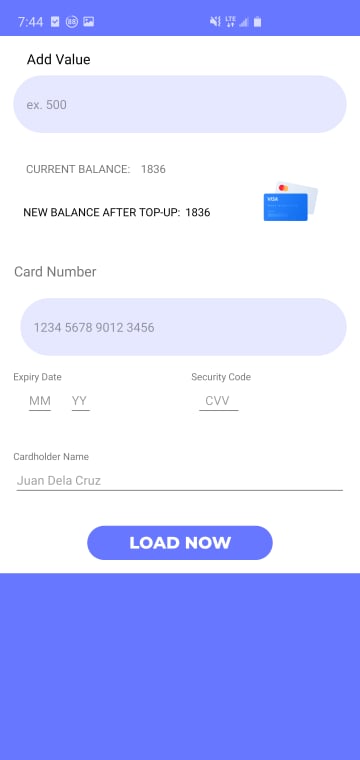 7:44
LTE
Add Value
ex. 500
CURRENT BALANCE: 1836
VISA
NEW BALANCE AFTER TOP-UP: 1836
Card Number
1234 5678 9012 3456
Expiry Date Security Code
MM YY CVV
Cardholder Name
Juan Dela Cruz
LOAD NOW